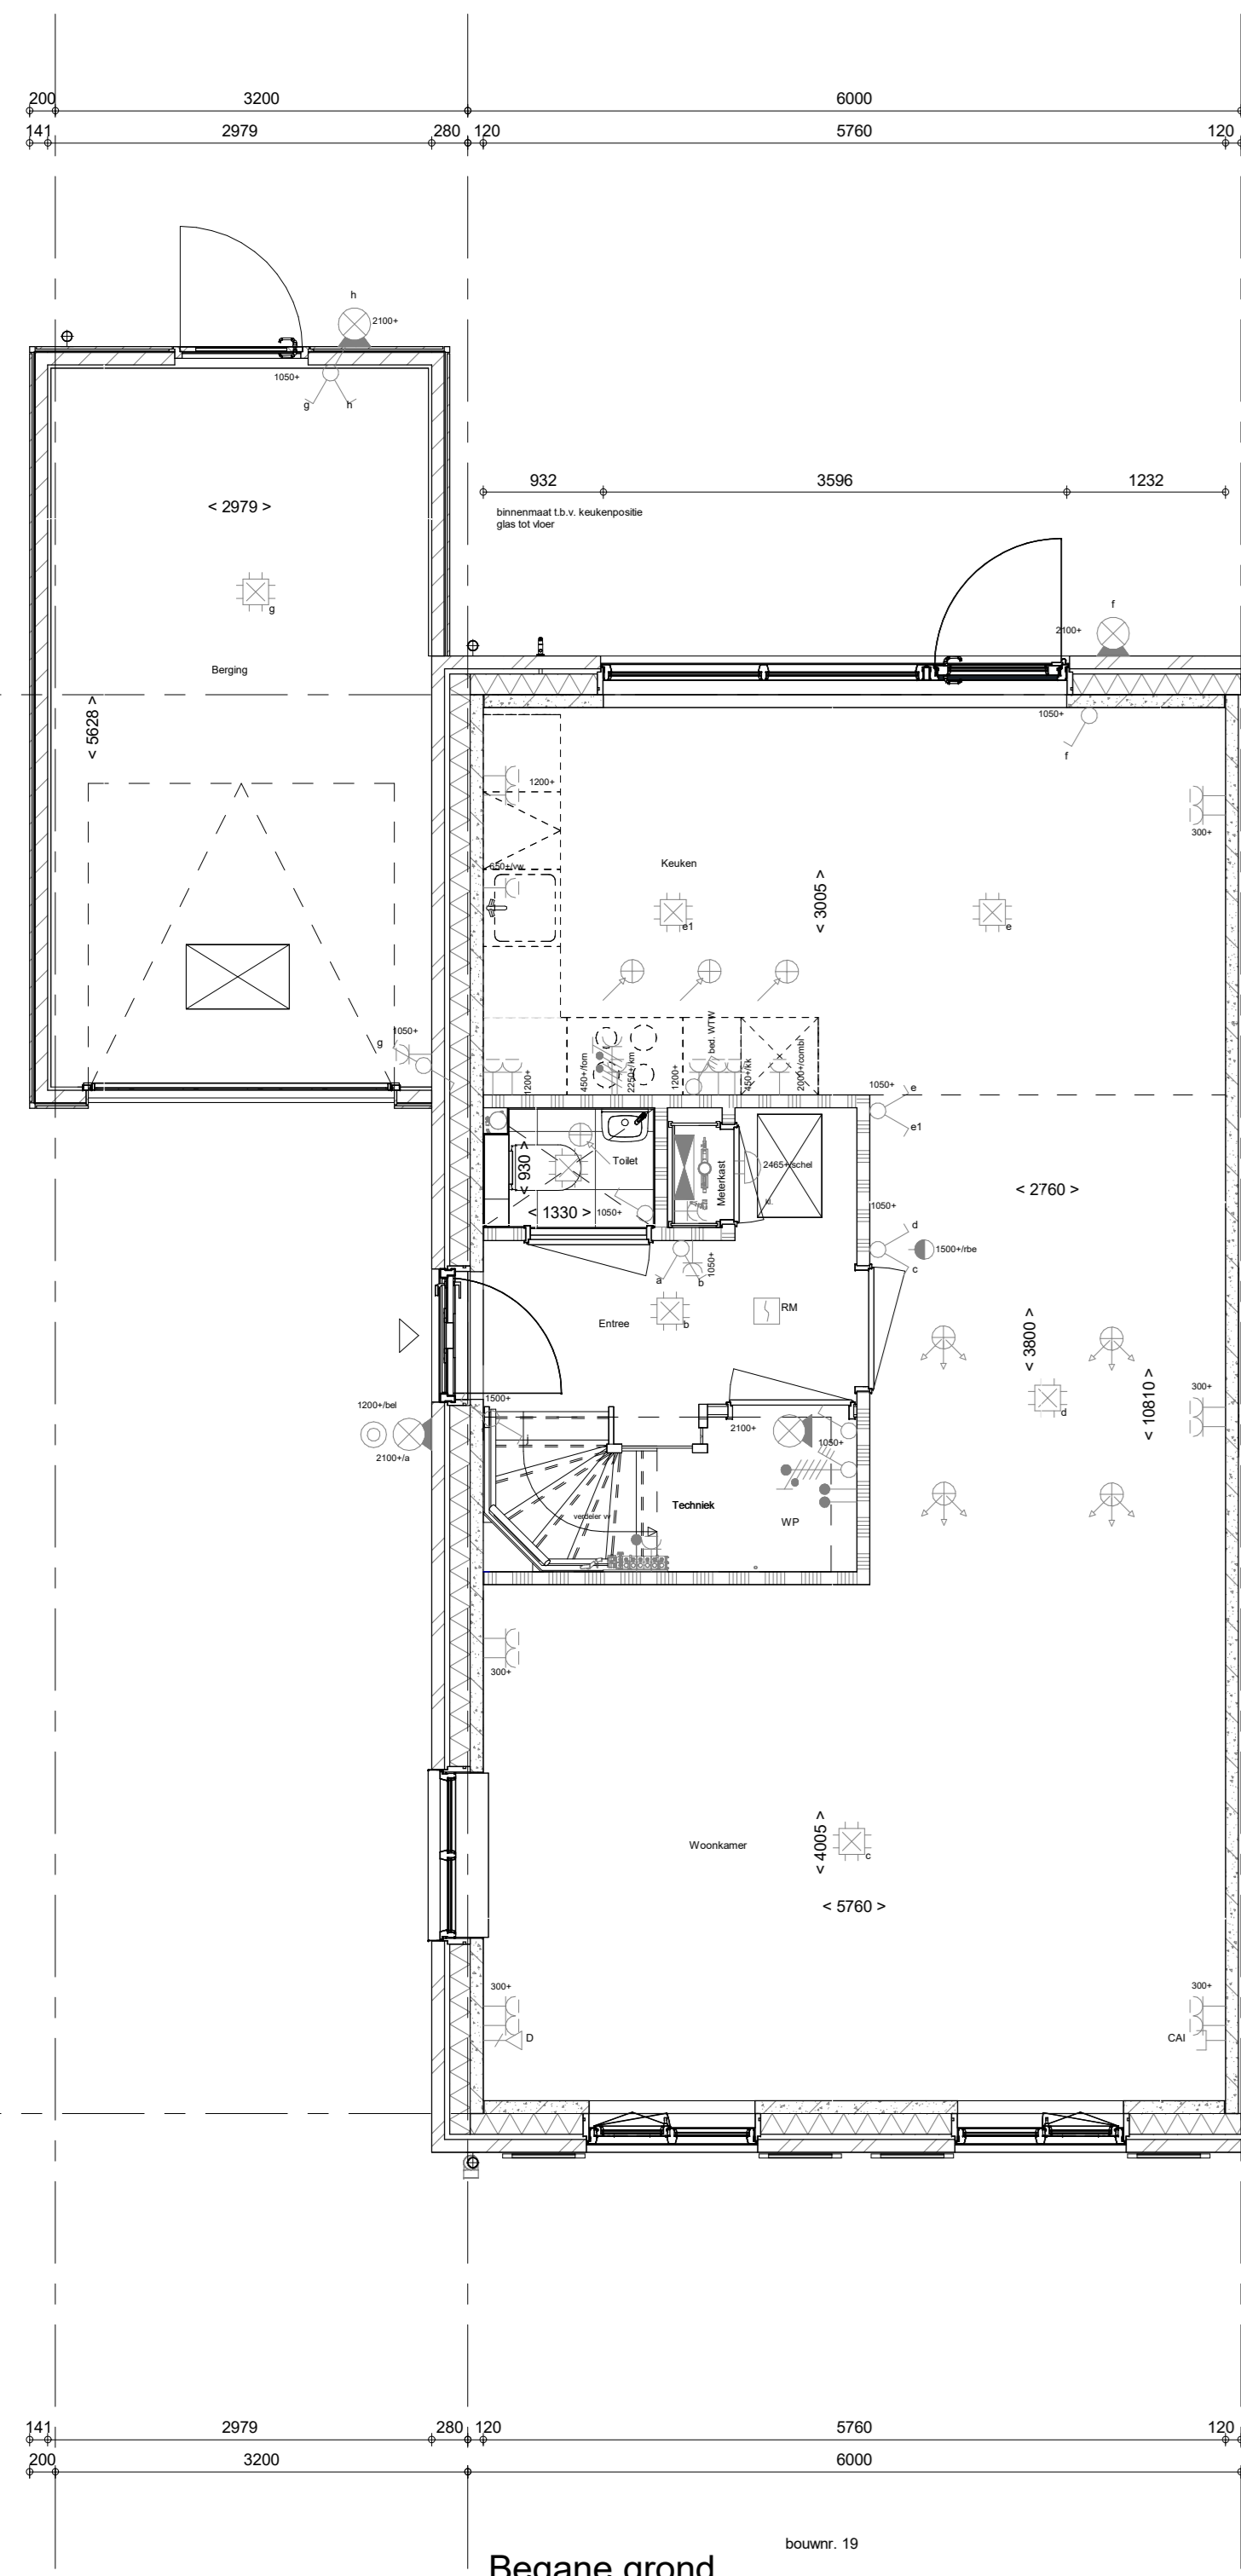 200 3200 6000
141 2979 280 120 5760 120
h
2100+
1050+
g h
< 2979 >
932 3596 1232
binnenmaat t.b.v. keukenpositie
glas tot vloer
g
f
2100+
Berging
< 5628 >
1050+
f
1200+
300+
Keuken
650+/vw
< 3005 >
e1
e
1050+
g
bed. WTW
1200+
450+/fom
2250+/km
1200+
450+/kk
2000+/combi
1050+
e
e1
Toilet
< 930 >
Meterkast
2465+/schel
< 2760 >
< 1330 >
1050+
1050+
d
1500+/rbe
c
a
b
1050+
Entree
b
RM
< 3800 >
< 10810 >
d
300+
1200+/bel
1500+
2100+/a
2100+
1050+
Techniek
verdeler vv
WP
300+
Woonkamer
< 4005 >
c
< 5760 >
300+
D
300+
CAI
141 2979 280 120 5760 120
200 3200 6000
bouwnr. 19
Begane grond